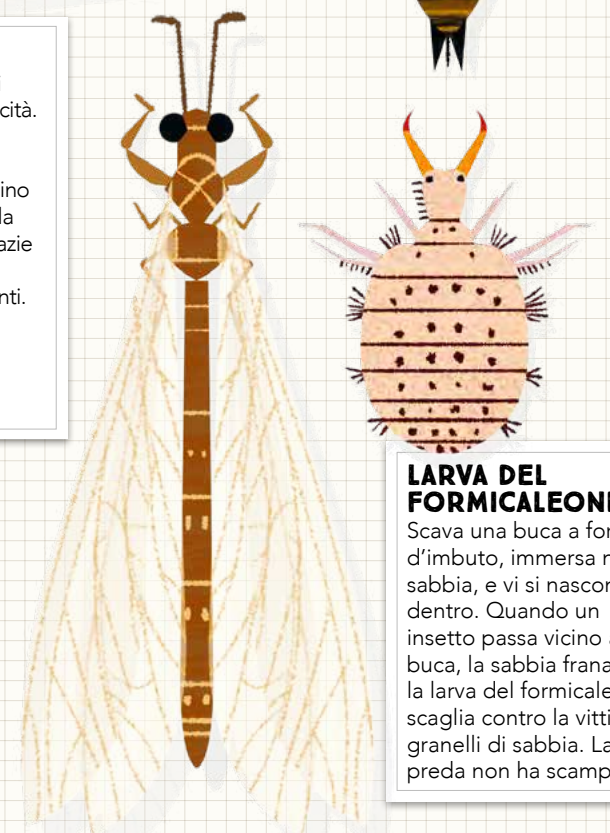 cità.
ino
la
azie
nti.
LARVA DEL
FORMICALEONE
Scava una buca a for
d’imbuto, immersa n
sabbia, e vi si nascon
dentro. Quando un
insetto passa vicino a
buca, la sabbia frana
la larva del formicale
scaglia contro la vitti
granelli di sabbia. La
preda non ha scamp